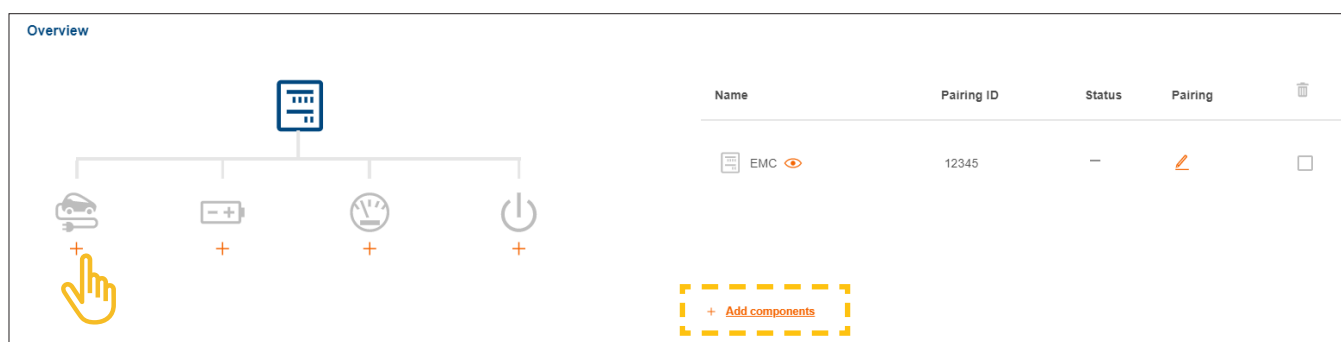 Overview
Name Pairing ID Status Pairing
EMC 12345 –
+ + + +
+ Add components